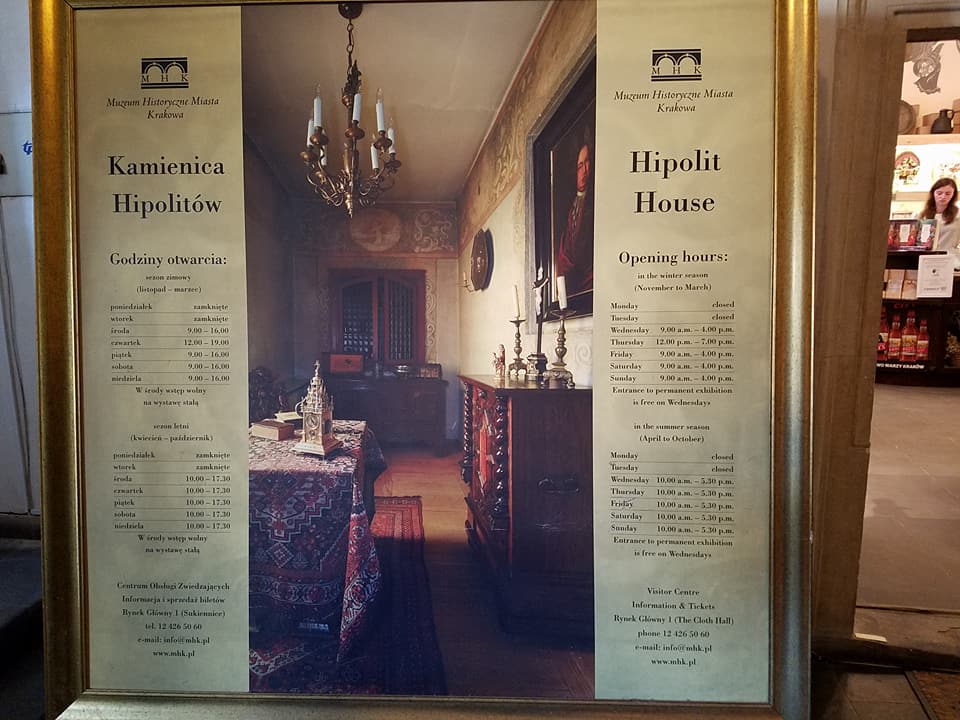 M H K
Muzeum Historyczne Miasta
Krakowa
Kamienica
Hipolitów
Godziny otwarcia:
sezon zimowy
(listopad – marzec)
poniedziałek zamknięte
wtorek zamknięte
środa 9.00 – 16.00
czwartek 12.00 – 19.00
piątek 9.00 – 16.00
sobota 9.00 – 16.00
niedziela 9.00 – 16.00
W środy wstęp wolny
na wystawę stałą
sezon letni
(kwiecień – październik)
poniedziałek zamknięte
wtorek zamknięte
środa 10.00 – 17.30
czwartek 10.00 – 17.30
piątek 10.00 – 17.30
sobota 10.00 – 17.30
niedziela 10.00 – 17.30
W środy wstęp wolny
na wystawę stałą
Centrum Obsługi Zwiedzających
Informacja i sprzedaż biletów
Rynek Główny 1 (Sukiennice)
tel. 12 426 50 60
e-mail: info@mhk.pl
www.mhk.pl
M H K
Muzeum Historyczne Miasta
Krakowa
Hipolit
House
Opening hours:
in the winter season
(November to March)
Monday closed
Tuesday closed
Wednesday 9.00 a.m. – 4.00 p.m.
Thursday 12.00 p.m. – 7.00 p.m.
Friday 9.00 a.m. – 4.00 p.m.
Saturday 9.00 a.m. – 4.00 p.m.
Sunday 9.00 a.m. – 4.00 p.m.
Entrance to permanent exhibition
is free on Wednesdays
in the summer season
(April to October)
Monday closed
Tuesday closed
Wednesday 10.00 a.m. – 5.30 p.m.
Thursday 10.00 a.m. – 5.30 p.m.
Friday 10.00 a.m. – 5.30 p.m.
Saturday 10.00 a.m. – 5.30 p.m.
Sunday 10.00 a.m. – 5.30 p.m.
Entrance to permanent exhibition
is free on Wednesdays
Visitor Centre
Information & Tickets
Rynek Główny 1 (The Cloth Hall)
phone 12 426 50 60
e-mail: info@mhk.pl
www.mhk.pl